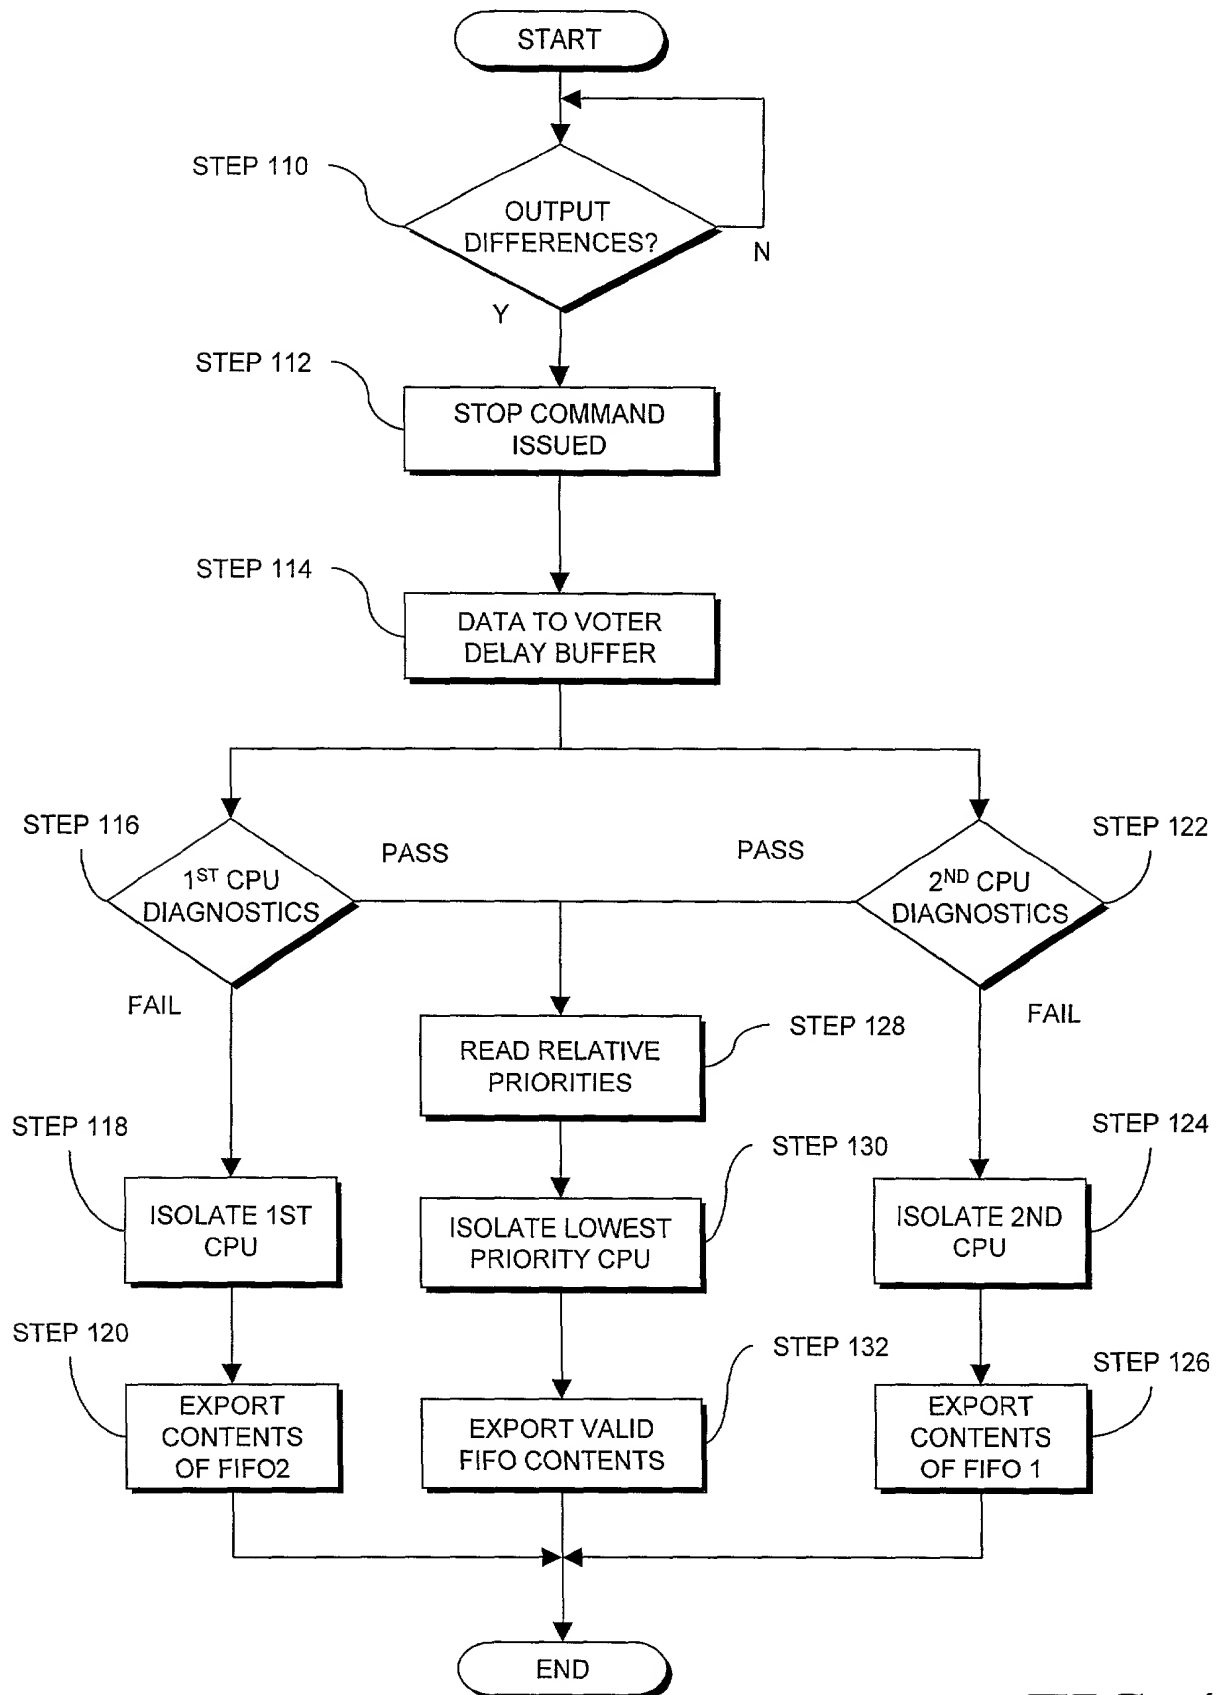 START
STEP 110
OUTPUT
DIFFERENCES?
N
Y
STEP 112
STOP COMMAND
ISSUED
STEP 114
DATA TO VOTER
DELAY BUFFER
STEP 116
1ST CPU
DIAGNOSTICS
PASS
PASS
2ND CPU
DIAGNOSTICS
STEP 122
FAIL
FAIL
READ RELATIVE
PRIORITIES
STEP 128
STEP 118
ISOLATE 1ST
CPU
STEP 130
ISOLATE LOWEST
PRIORITY CPU
STEP 124
ISOLATE 2ND
CPU
STEP 120
EXPORT
CONTENTS
OF FIFO2
STEP 132
EXPORT VALID
FIFO CONTENTS
STEP 126
EXPORT
CONTENTS
OF FIFO 1
END